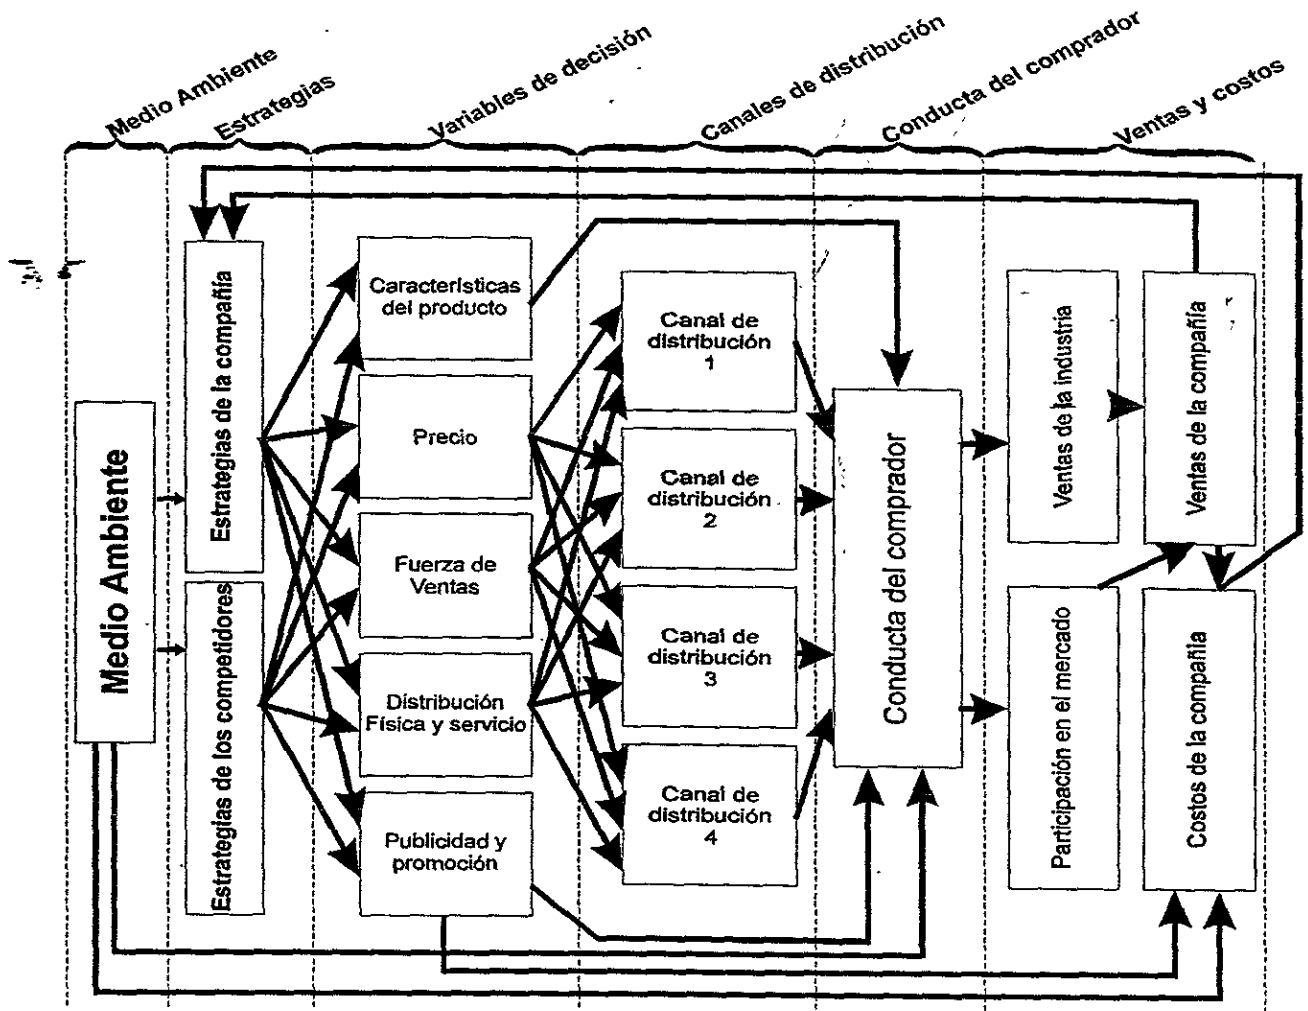 Medio Ambiente
Estrategias
Variables de decisión
Canales de distribución
Conducta del comprador
Ventas y costos
Medio Ambiente
Estrategias de la compañía
Estrategias de los competidores
Características
del producto
Precio
Fuerza de
Ventas
Distribución
Física y servicio
Publicidad y
promoción
Canal de
distribución
1
Canal de
distribución
2
Canal de
distribución
3
Canal de
distribución
4
Conducta del comprador
Ventas de la industria
Participación en el mercado
Ventas de la compañía
Costos de la compañía